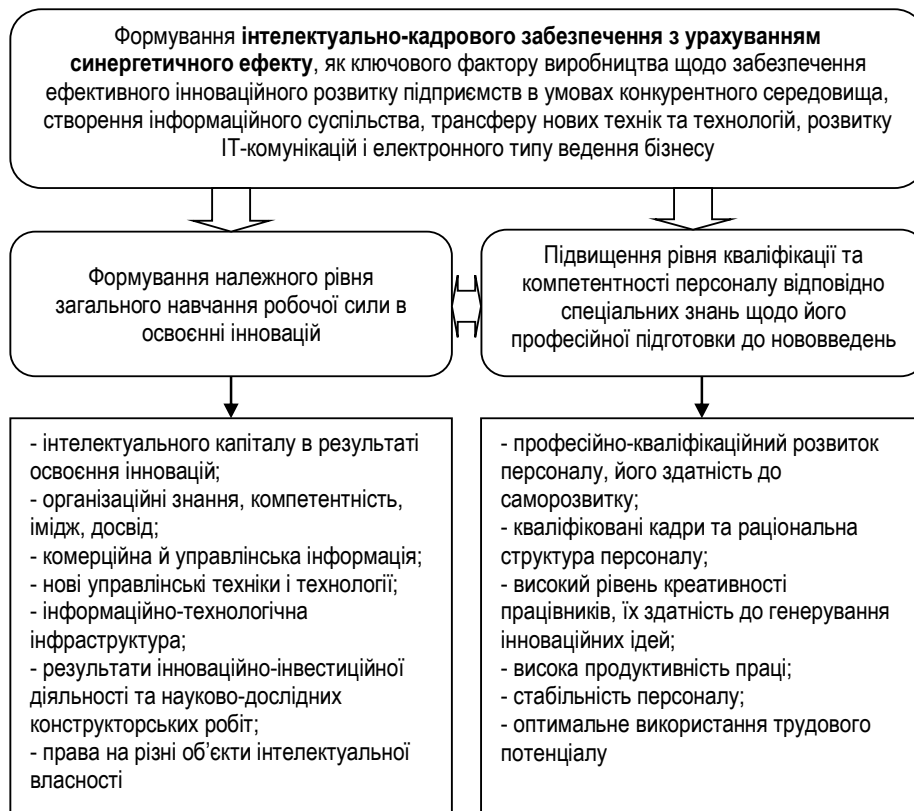 Формування інтелектуально-кадрового забезпечення з урахуванням
синергетичного ефекту, як ключового фактору виробництва щодо забезпечення
ефективного інноваційного розвитку підприємств в умовах конкурентного середовища,
створення інформаційного суспільства, трансферу нових технік та технологій, розвитку
ІТ-комунікацій і електронного типу ведення бізнесу
Формування належного рівня
загального навчання робочої сили в
освоєнні інновацій
Підвищення рівня кваліфікації та
компетентності персоналу відповідно
спеціальних знань щодо його
професійної підготовки до нововведень
- інтелектуального капіталу в результаті
освоєння інновацій;
- організаційні знання, компетентність,
імідж, досвід;
- комерційна й управлінська інформація;
- нові управлінські техніки і технології;
- інформаційно-технологічна
інфраструктура;
- результати інноваційно-інвестиційної
діяльності та науково-дослідних
конструкторських робіт;
- права на різні об’єкти інтелектуальної
власності
- професійно-кваліфікаційний розвиток
персоналу, його здатність до
саморозвитку;
- кваліфіковані кадри та раціональна
структура персоналу;
- високий рівень креативності
працівників, їх здатність до генерування
інноваційних ідей;
- висока продуктивність праці;
- стабільність персоналу;
- оптимальне використання трудового
потенціалу